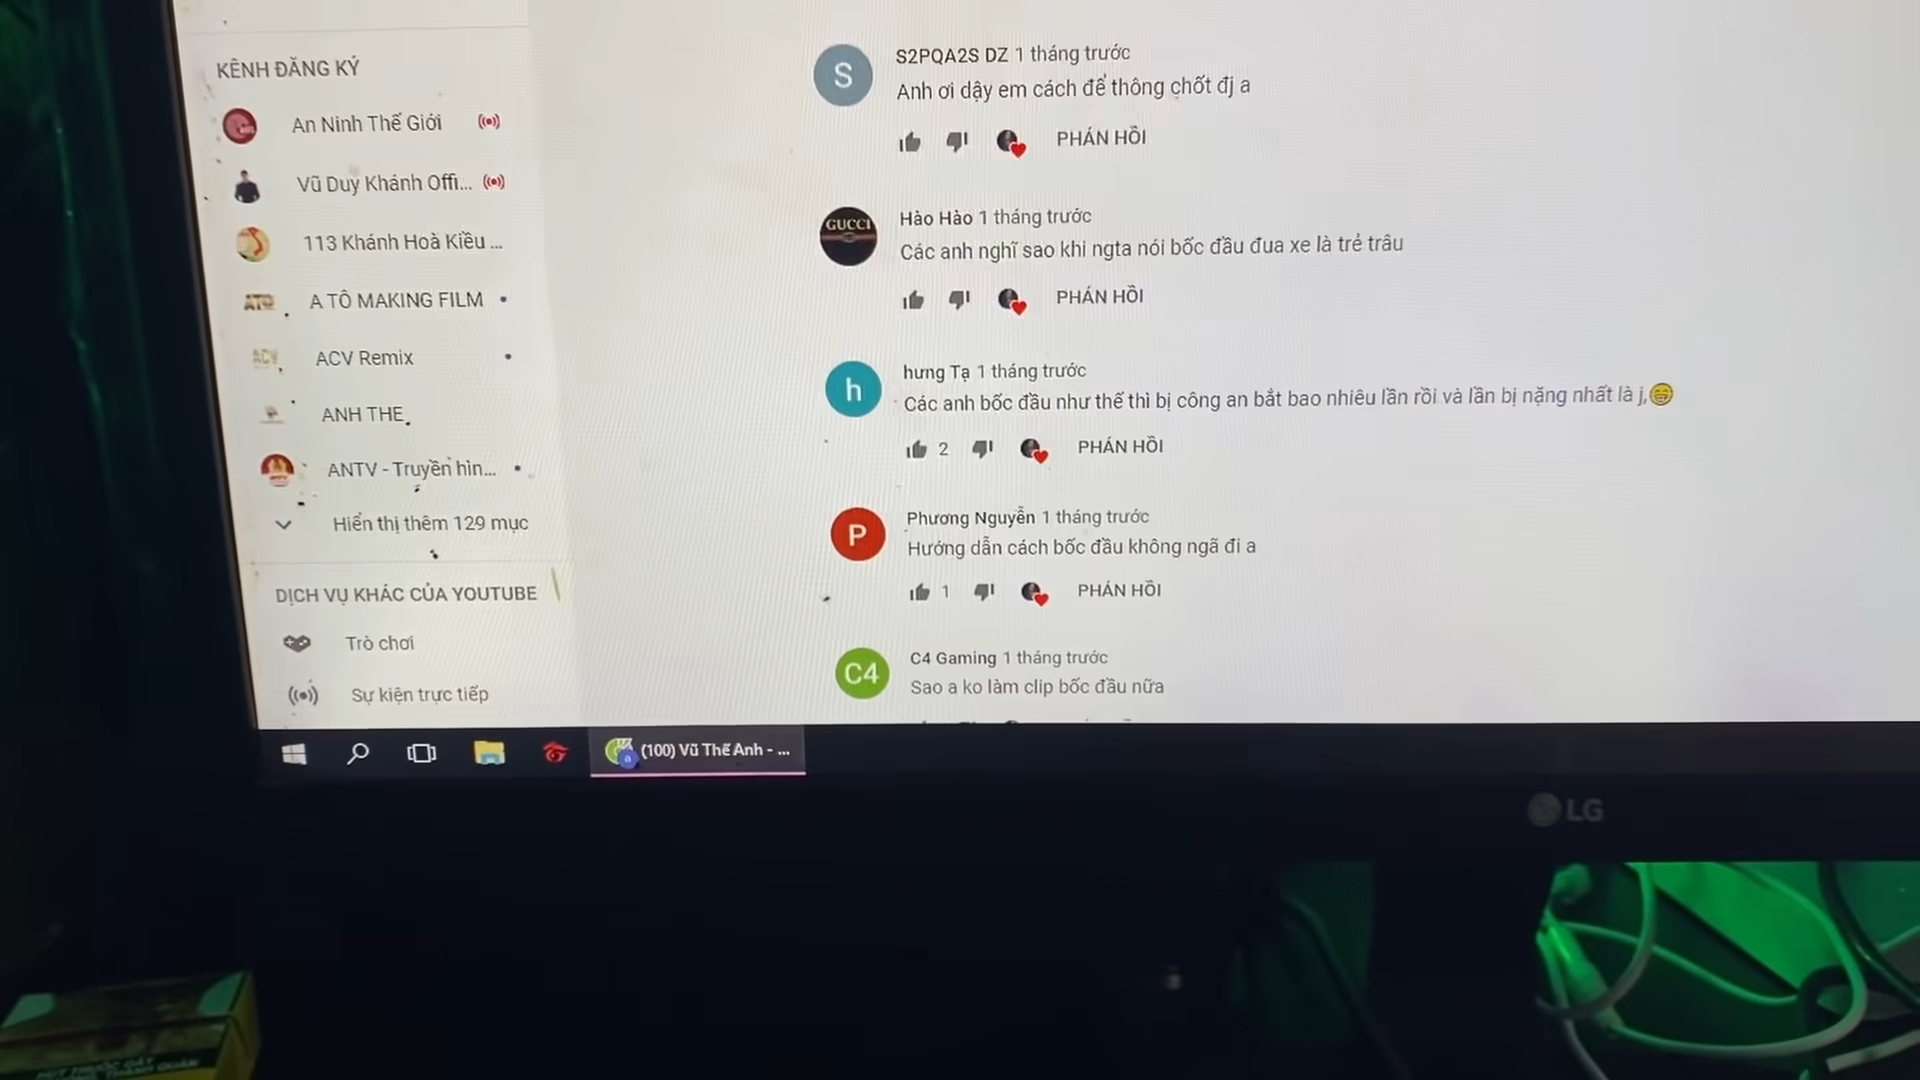 KÊNH ĐĂNG KÝ
An Ninh Thế Giới
Vũ Duy Khánh Offi...
113 Khánh Hoà Kiều ...
ATO
A TÔ MAKING FILM
ACV
ACV Remix
ANH THE
ANTV - Truyền hìn...
Hiển thị thêm 129 mục
DỊCH VỤ KHÁC CỦA YOUTUBE
Trò chơi
Sự kiện trực tiếp
S
S2PQA2S DZ 1 tháng trước
Anh ơi dậy em cách để thông chốt đj a
PHẢN HỒI
GUCCI
Hào Hào 1 tháng trước
Các anh nghĩ sao khi ngta nói bốc đầu đua xe là trẻ trâu
PHẢN HỒI
h
hưng Tạ 1 tháng trước
Các anh bốc đầu như thế thì bị công an bắt bao nhiêu lần rồi và lần bị nặng nhất là j,😁
2 PHẢN HỒI
P
Phương Nguyễn 1 tháng trước
Hướng dẫn cách bốc đầu không ngã đi a
1 PHẢN HỒI
C4
C4 Gaming 1 tháng trước
Sao a ko làm clip bốc đầu nữa
(100) Vũ Thế Anh - ...
LG